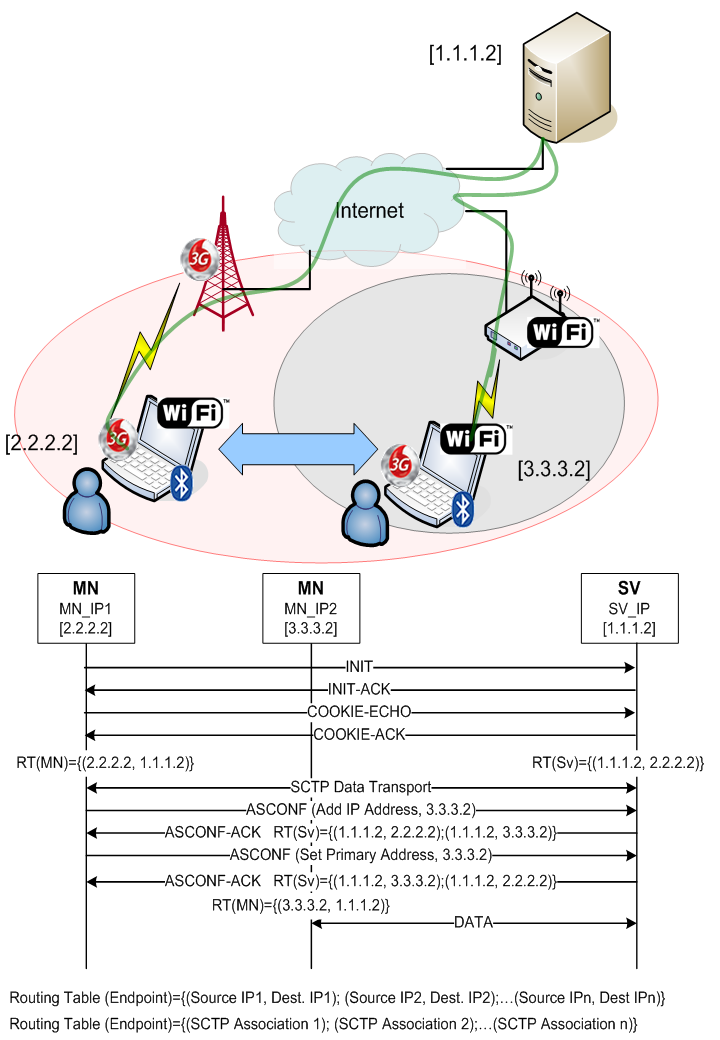 [1.1.1.2]
Internet
3G
Wi Fi™
Wi Fi™
[2.2.2.2]
3G
Wi Fi™
3G
[3.3.3.2]
MN
MN_IP1
[2.2.2.2]
MN
MN_IP2
[3.3.3.2]
SV
SV_IP
[1.1.1.2]
INIT
INIT-ACK
COOKIE-ECHO
COOKIE-ACK
RT(MN)={(2.2.2.2, 1.1.1.2)}
RT(Sv)={(1.1.1.2, 2.2.2.2)}
SCTP Data Transport
ASCONF (Add IP Address, 3.3.3.2)
ASCONF-ACK RT(Sv)={(1.1.1.2, 2.2.2.2);(1.1.1.2, 3.3.3.2)}
ASCONF (Set Primary Address, 3.3.3.2)
ASCONF-ACK RT(Sv)={(1.1.1.2, 3.3.3.2);(1.1.1.2, 2.2.2.2)}
RT(MN)={(3.3.3.2, 1.1.1.2)}
DATA
Routing Table (Endpoint)={(Source IP1, Dest. IP1); (Source IP2, Dest. IP2);…(Source IPn, Dest IPn)}
Routing Table (Endpoint)={(SCTP Association 1); (SCTP Association 2);…(SCTP Association n)}